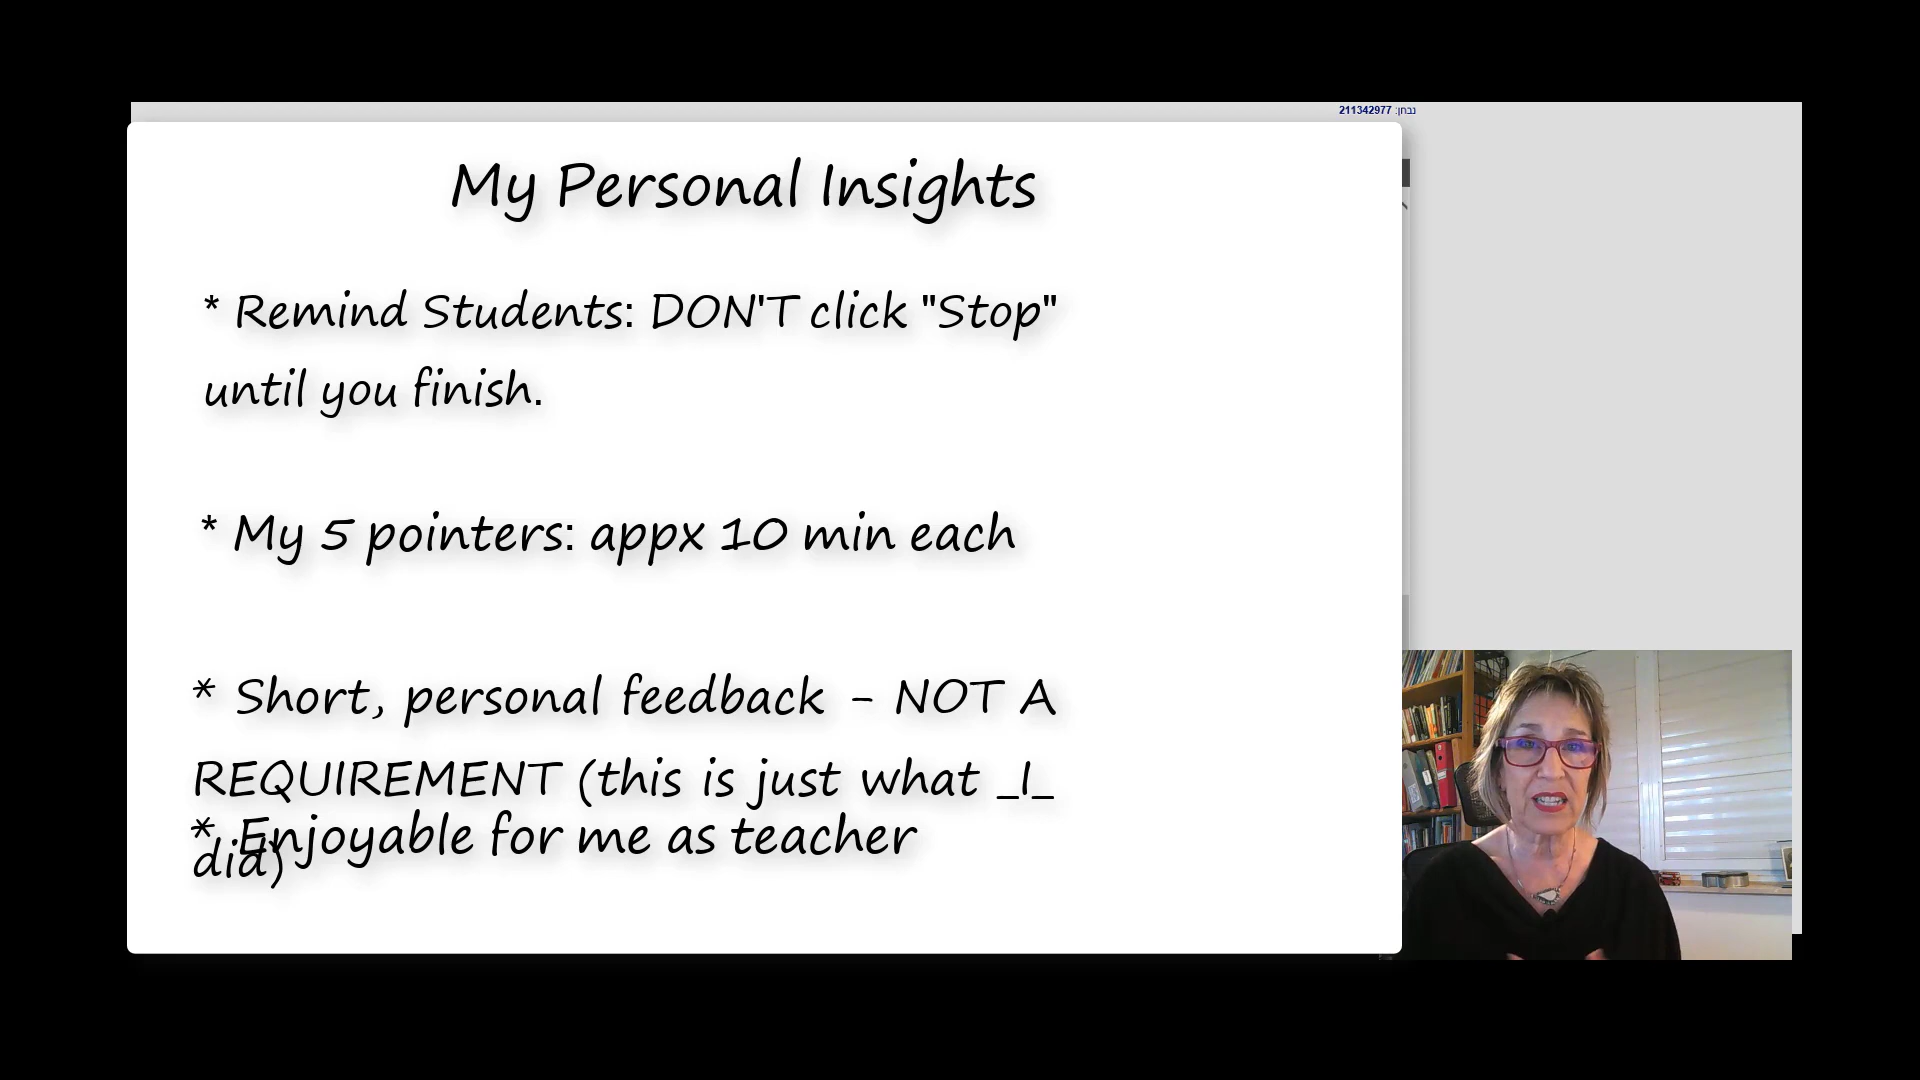 נבחן: 211342977
My Personal Insights
* Remind Students: DON'T click "Stop"
until you finish.
* My 5 pointers: appx 10 min each
* Short, personal feedback - NOT A
REQUIREMENT (this is just what _I_
did)
* Enjoyable for me as teacher